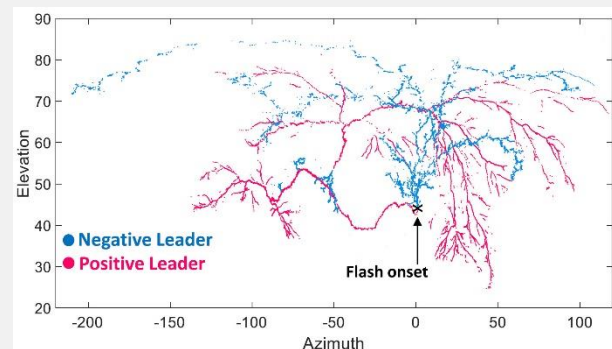 90
80
70
60
50
40
30
20
Elevation
Negative Leader
Positive Leader
Flash onset
-200 -150 -100 -50 0 50 100
Azimuth